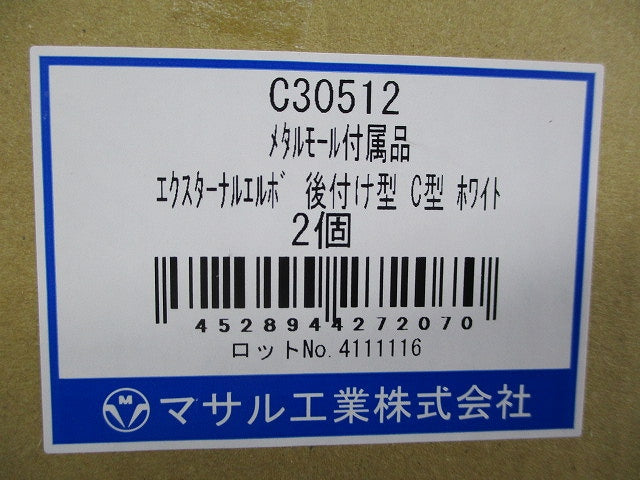 C30512
ﾒﾀﾙﾓｰﾙ付属品
ｴｸｽﾀｰﾅﾙｴﾙﾎﾞ 後付け型 C型 ﾎﾜｲﾄ
2個
4528944272070
ロットNo.4111116
M マサル工業株式会社